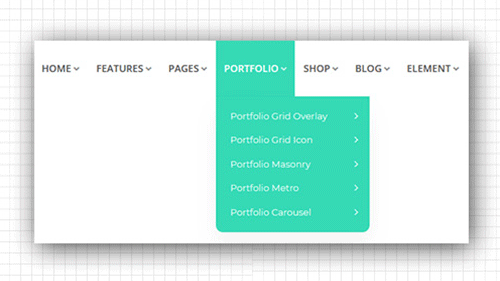 HOME FEATURES PAGES PORTFOLIO SHOP BLOG ELEMENT
Portfolio Grid Overlay
Portfolio Grid Icon
Portfolio Masonry
Portfolio Metro
Portfolio Carousel